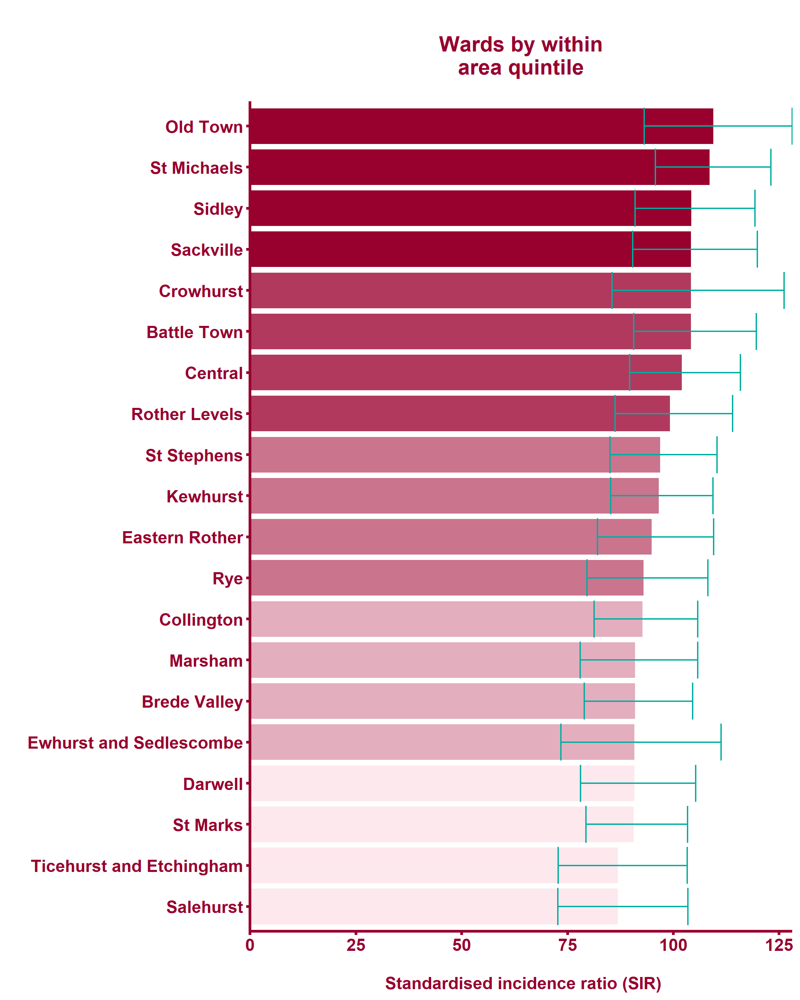 Wards by within
area quintile
Old Town
St Michaels
Sidley
Sackville
Crowhurst
Battle Town
Central
Rother Levels
St Stephens
Kewhurst
Eastern Rother
Rye
Collington
Marsham
Brede Valley
Ewhurst and Sedlescombe
Darwell
St Marks
Ticehurst and Etchingham
Salehurst
0 25 50 75 100 125
Standardised incidence ratio (SIR)